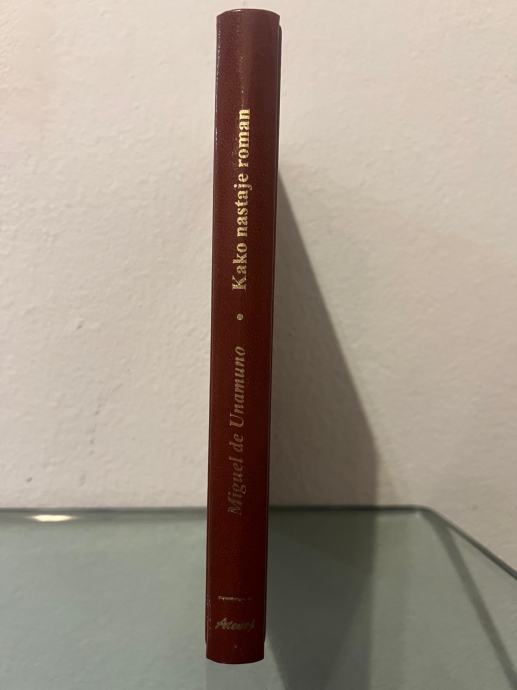 Miguel de Unamuno • Kako nastaje roman